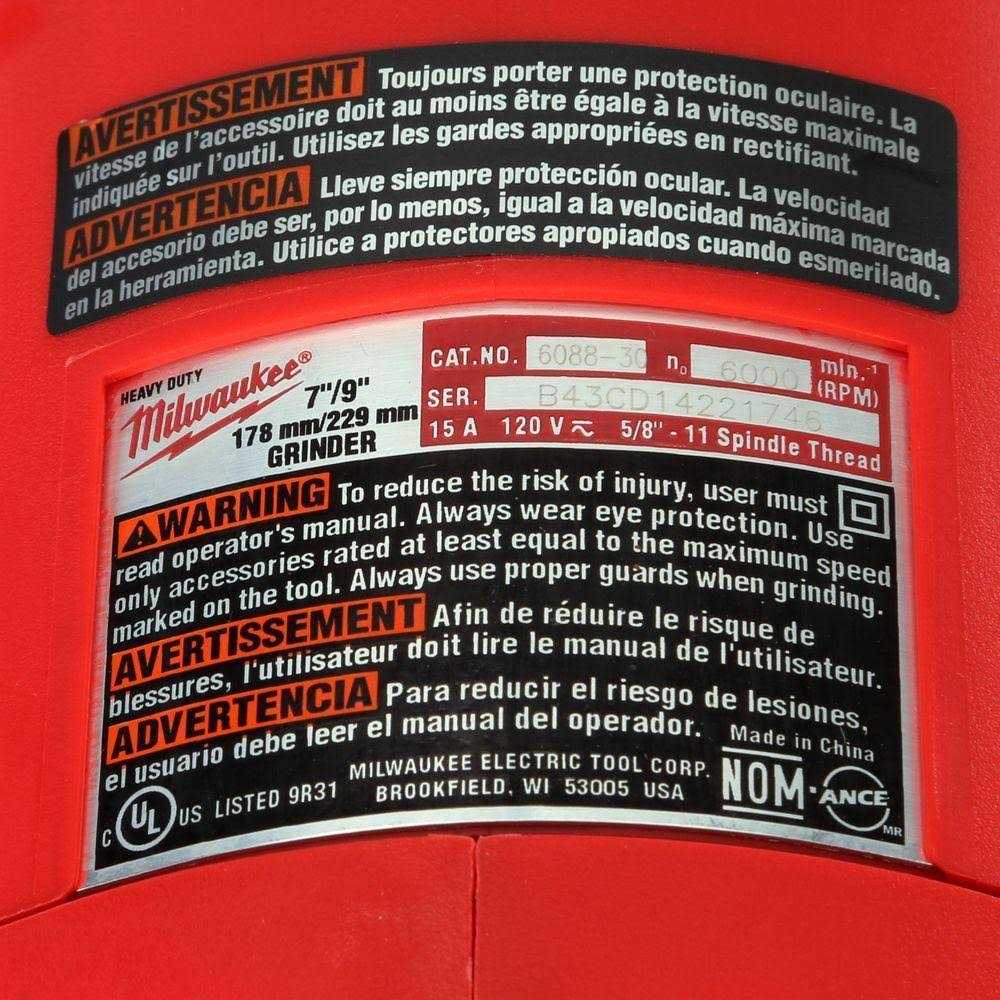 AVERTISSEMENT Toujours porter une protection oculaire. La
vitesse de l'accessoire doit au moins être égale à la vitesse maximale
indiquée sur l'outil. Utilisez les gardes appropriées en rectifiant.
ADVERTENCIA Lleve siempre protección ocular. La velocidad
del accesorio debe ser, por lo menos, igual a la velocidad máxima marcada
en la herramienta. Utilice a protectores apropiados cuando esmerilado.
HEAVY DUTY
Milwaukee®
7"/9"
178 mm/229 mm
GRINDER
CAT.NO. 6088-30 n₀ 6000 min.⁻¹ (RPM)
SER. B43CD14221746
15 A 120 V ⏦ 5/8" - 11 Spindle Thread
⚠WARNING To reduce the risk of injury, user must
read operator's manual. Always wear eye protection. Use
only accessories rated at least equal to the maximum speed
marked on the tool. Always use proper guards when grinding.
AVERTISSEMENT Afin de réduire le risque de
blessures, l'utilisateur doit lire le manual de l'utilisateur.
ADVERTENCIA Para reducir el riesgo de lesiones,
el usuario debe leer el manual del operador.
Made in China
C UL US LISTED 9R31
MILWAUKEE ELECTRIC TOOL CORP.
BROOKFIELD, WI 53005 USA
NOM·ANCE MR